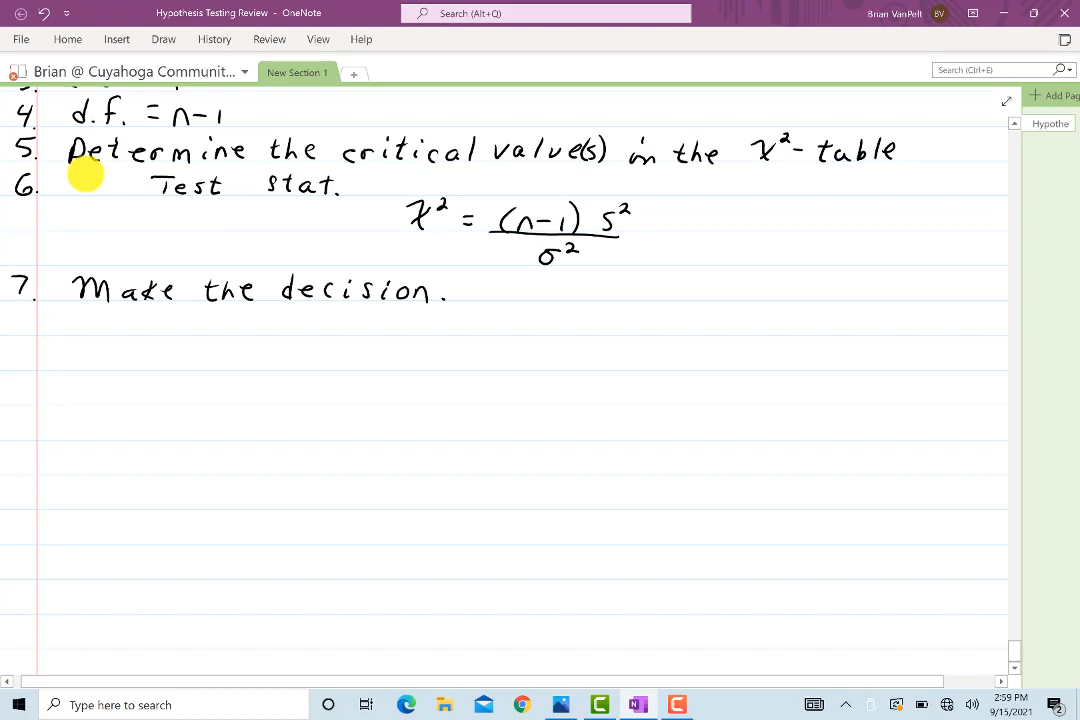 Hypothesis Testing Review - OneNote
Search (Alt+Q)
Brian VanPelt
BV
File Home Insert Draw History Review View Help
Brian @ Cuyahoga Communit...
New Section 1
Search (Ctrl+E)
Add Pag
Hypothe
4. d.f. = n-1
5. Determine the critical value(s) in the χ²-table
6. Test stat.
χ² = (n-1) s²
σ²
7. Make the decision.
Type here to search
2:59 PM
9/15/2021
2